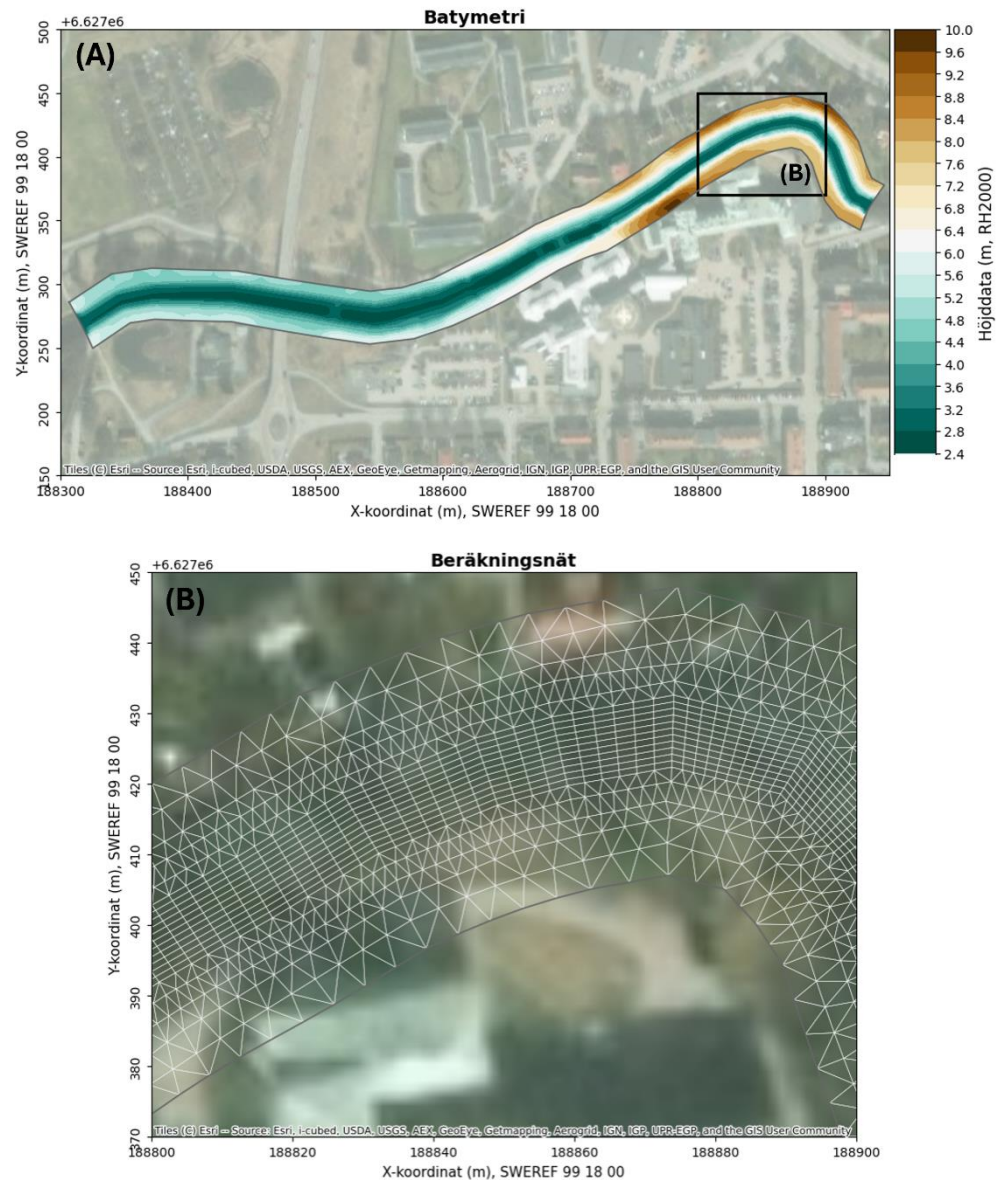 Batymetri
+6.627e6
(A)
500
450
400
350
300
250
200
150
Y-koordinat (m), SWEREF 99 18 00
(B)
Tiles (C) Esri -- Source: Esri, i-cubed, USDA, USGS, AEX, GeoEye, Getmapping, Aerogrid, IGN, IGP, UPR-EGP, and the GIS User Community
188300 188400 188500 188600 188700 188800 188900
X-koordinat (m), SWEREF 99 18 00
10.0
9.6
9.2
8.8
8.4
8.0
7.6
7.2
6.8
6.4
6.0
5.6
5.2
4.8
4.4
4.0
3.6
3.2
2.8
2.4
Höjddata (m, RH2000)
Beräkningsnät
+6.627e6
(B)
450
440
430
420
410
400
390
380
370
Y-koordinat (m), SWEREF 99 18 00
Tiles (C) Esri -- Source: Esri, i-cubed, USDA, USGS, AEX, GeoEye, Getmapping, Aerogrid, IGN, IGP, UPR-EGP, and the GIS User Community
188800 188820 188840 188860 188880 188900
X-koordinat (m), SWEREF 99 18 00